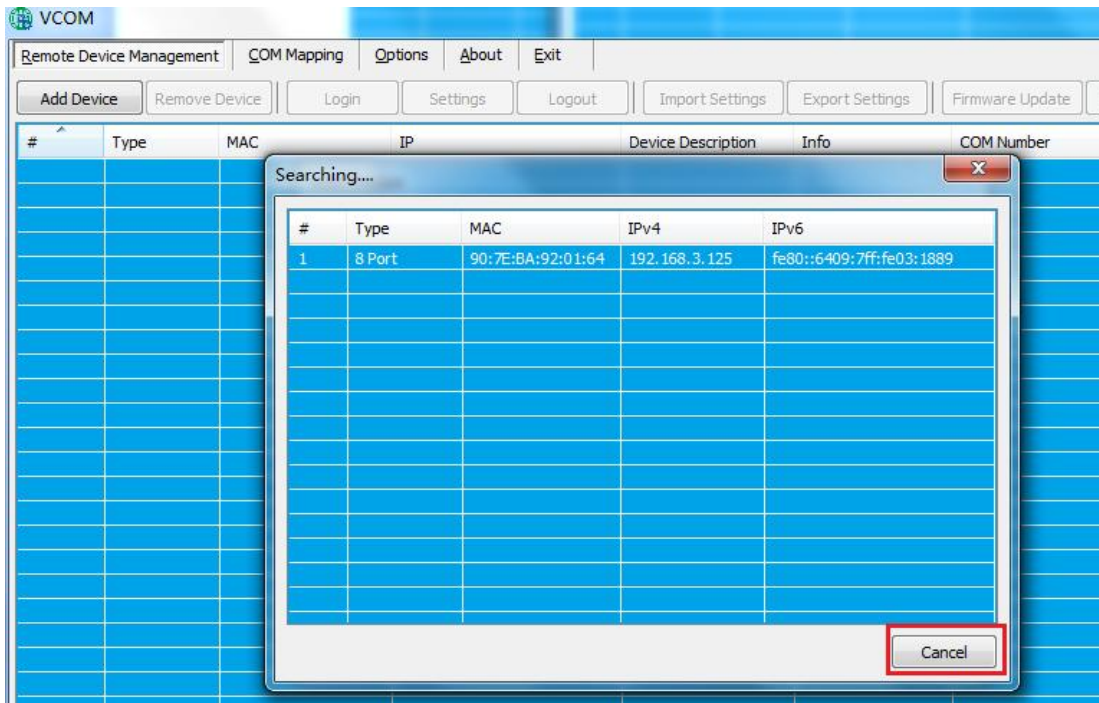 VCOM
Remote Device Management COM Mapping Options About Exit
Add Device Remove Device Login Settings Logout Import Settings Export Settings Firmware Update
# Type MAC IP Device Description Info COM Number
Searching....
# Type MAC IPv4 IPv6
1 8 Port 90:7E:BA:92:01:64 192.168.3.125 fe80::6409:7ff:fe03:1889
Cancel